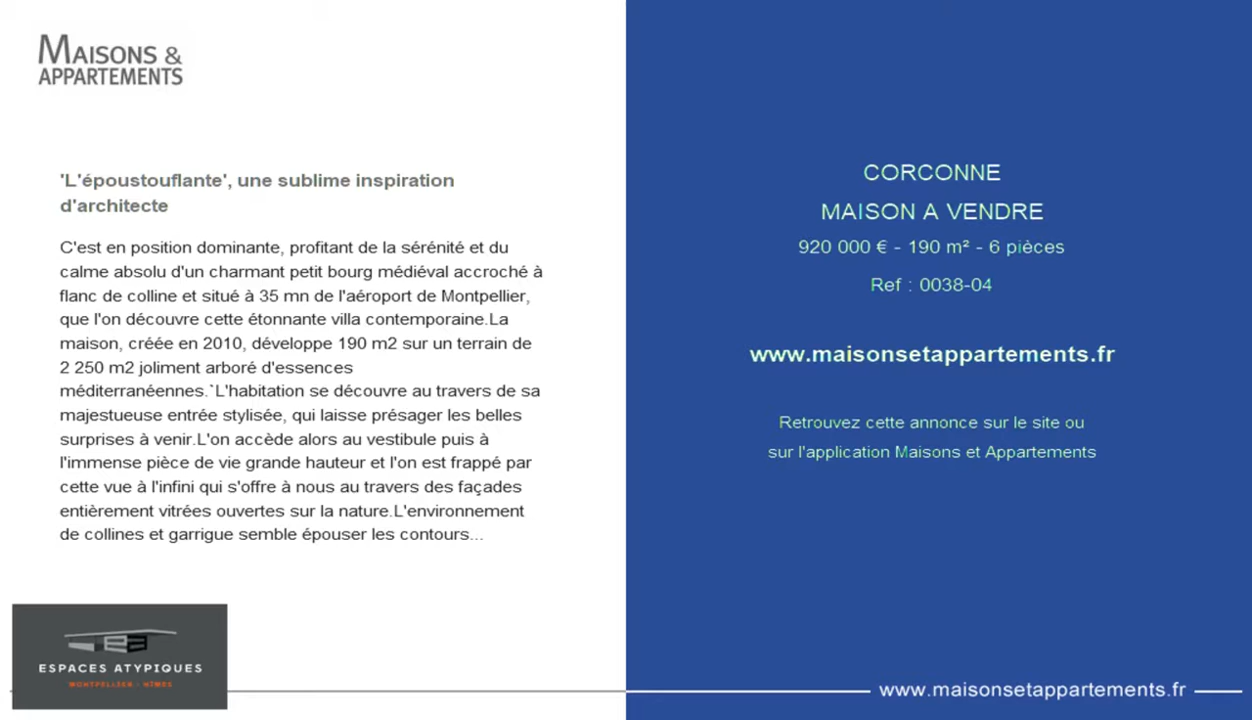 MAISONS &
APPARTEMENTS
'L'époustouflante', une sublime inspiration
d'architecte
C'est en position dominante, profitant de la sérénité et du
calme absolu d'un charmant petit bourg médiéval accroché à
flanc de colline et situé à 35 mn de l'aéroport de Montpellier,
que l'on découvre cette étonnante villa contemporaine.La
maison, créée en 2010, développe 190 m2 sur un terrain de
2 250 m2 joliment arboré d'essences
méditerranéennes.`L'habitation se découvre au travers de sa
majestueuse entrée stylisée, qui laisse présager les belles
surprises à venir.L'on accède alors au vestibule puis à
l'immense pièce de vie grande hauteur et l'on est frappé par
cette vue à l'infini qui s'offre à nous au travers des façades
entièrement vitrées ouvertes sur la nature.L'environnement
de collines et garrigue semble épouser les contours...
ESPACES ATYPIQUES
MONTPELLIER - NÎMES
CORCONNE
MAISON A VENDRE
920 000 € - 190 m² - 6 pièces
Ref : 0038-04
www.maisonsetappartements.fr
Retrouvez cette annonce sur le site ou
sur l'application Maisons et Appartements
www.maisonsetappartements.fr